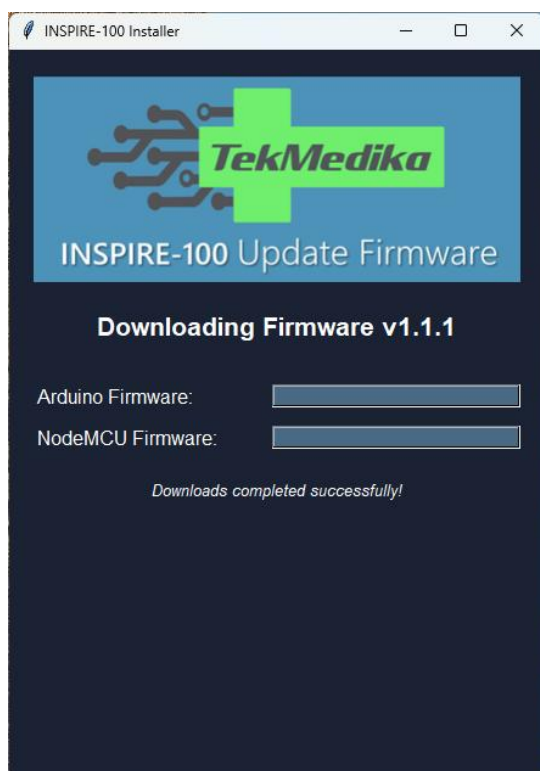 INSPIRE-100 Installer
TekMedika
INSPIRE-100 Update Firmware
Downloading Firmware v1.1.1
Arduino Firmware:
NodeMCU Firmware:
Downloads completed successfully!